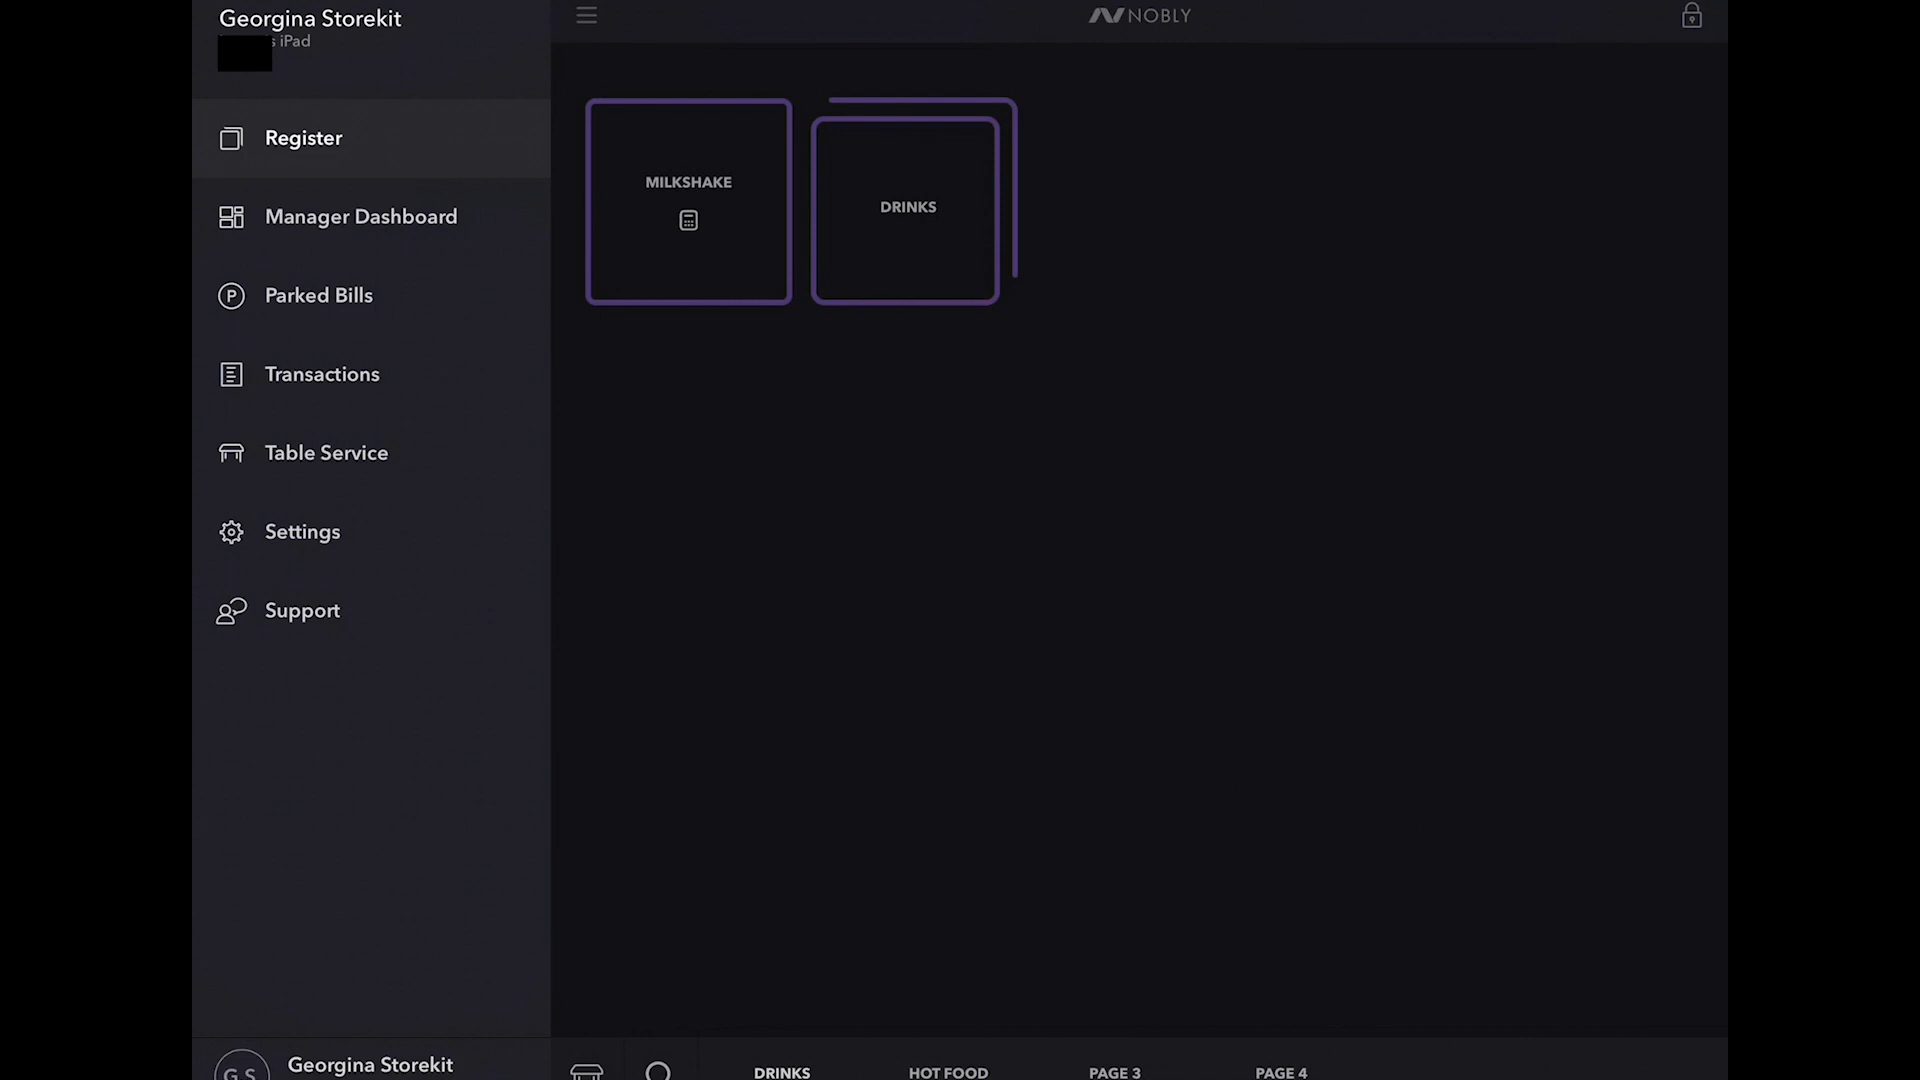 Georgina Storekit
s iPad
Register
Manager Dashboard
P
Parked Bills
Transactions
Table Service
Settings
Support
G S
Georgina Storekit
NOBLY
MILKSHAKE
DRINKS
DRINKS
HOT FOOD
PAGE 3
PAGE 4